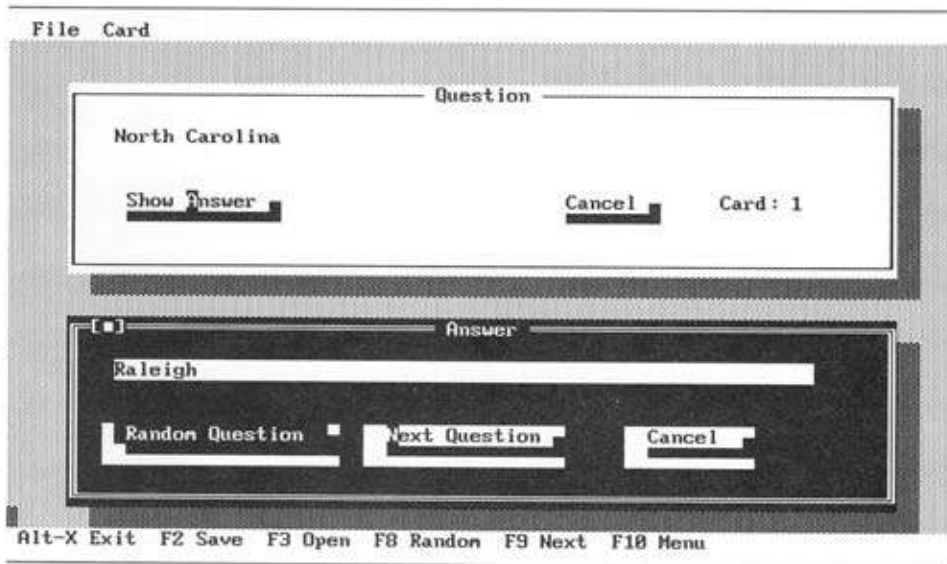 File Card
Question
North Carolina
Show Answer Cancel Card: 1
[■] Answer
Raleigh
Random Question Next Question Cancel
Alt-X Exit F2 Save F3 Open F8 Random F9 Next F10 Menu